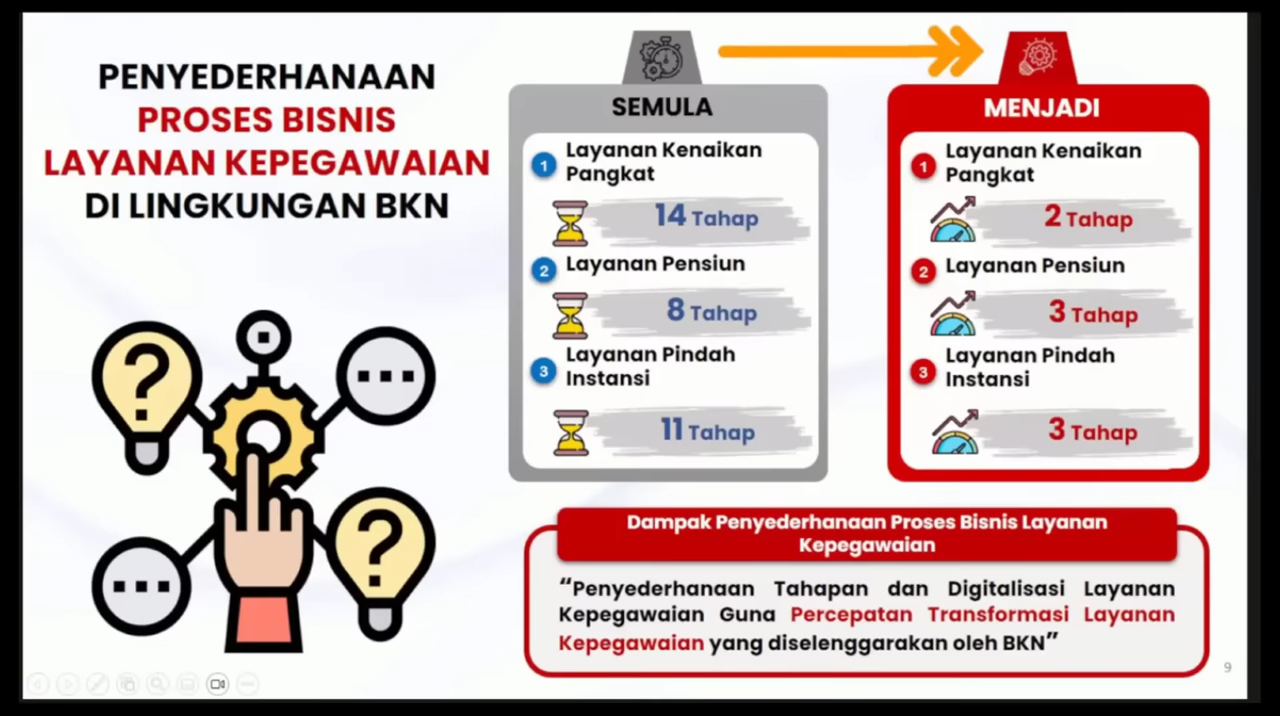 PENYEDERHANAAN
PROSES BISNIS
LAYANAN KEPEGAWAIAN
DI LINGKUNGAN BKN
SEMULA
1 Layanan Kenaikan
Pangkat
14 Tahap
2 Layanan Pensiun
8 Tahap
3 Layanan Pindah
Instansi
11 Tahap
MENJADI
1 Layanan Kenaikan
Pangkat
2 Tahap
2 Layanan Pensiun
3 Tahap
3 Layanan Pindah
Instansi
3 Tahap
Dampak Penyederhanaan Proses Bisnis Layanan
Kepegawaian
“Penyederhanaan Tahapan dan Digitalisasi Layanan
Kepegawaian Guna Percepatan Transformasi Layanan
Kepegawaian yang diselenggarakan oleh BKN”
9